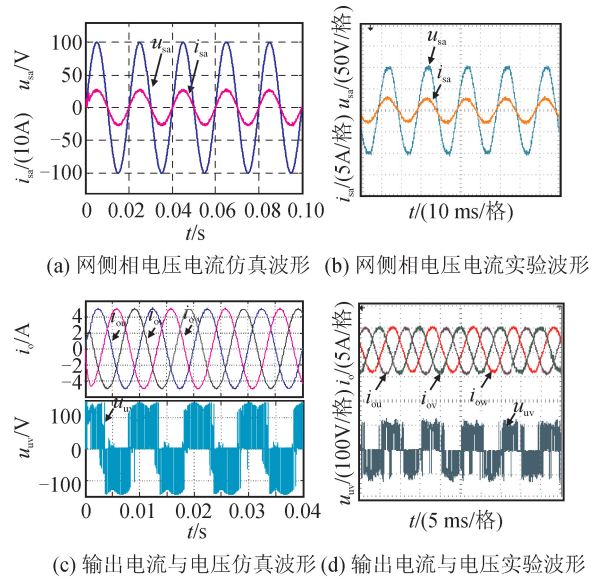 u_sa/V
i_sa/(10A)
100
50
0
−50
−100
u_sa
i_sa
0 0.02 0.04 0.06 0.08 0.10
t/s
(a) 网侧相电压电流仿真波形
u_sa/(50V/格)
i_sa/(5A/格)
u_sa
i_sa
t/(10 ms/格)
(b) 网侧相电压电流实验波形
i_o/A
4
2
0
−2
−4
i_ou i_ov
u_uv/V
100
0
−100
u_uv
0 0.01 0.02 0.03 0.04
t/s
(c) 输出电流与电压仿真波形
i_o/(5A/格)
u_uv/(100V/格)
i_ou i_ov i_ow
u_uv
t/(5 ms/格)
(d) 输出电流与电压实验波形